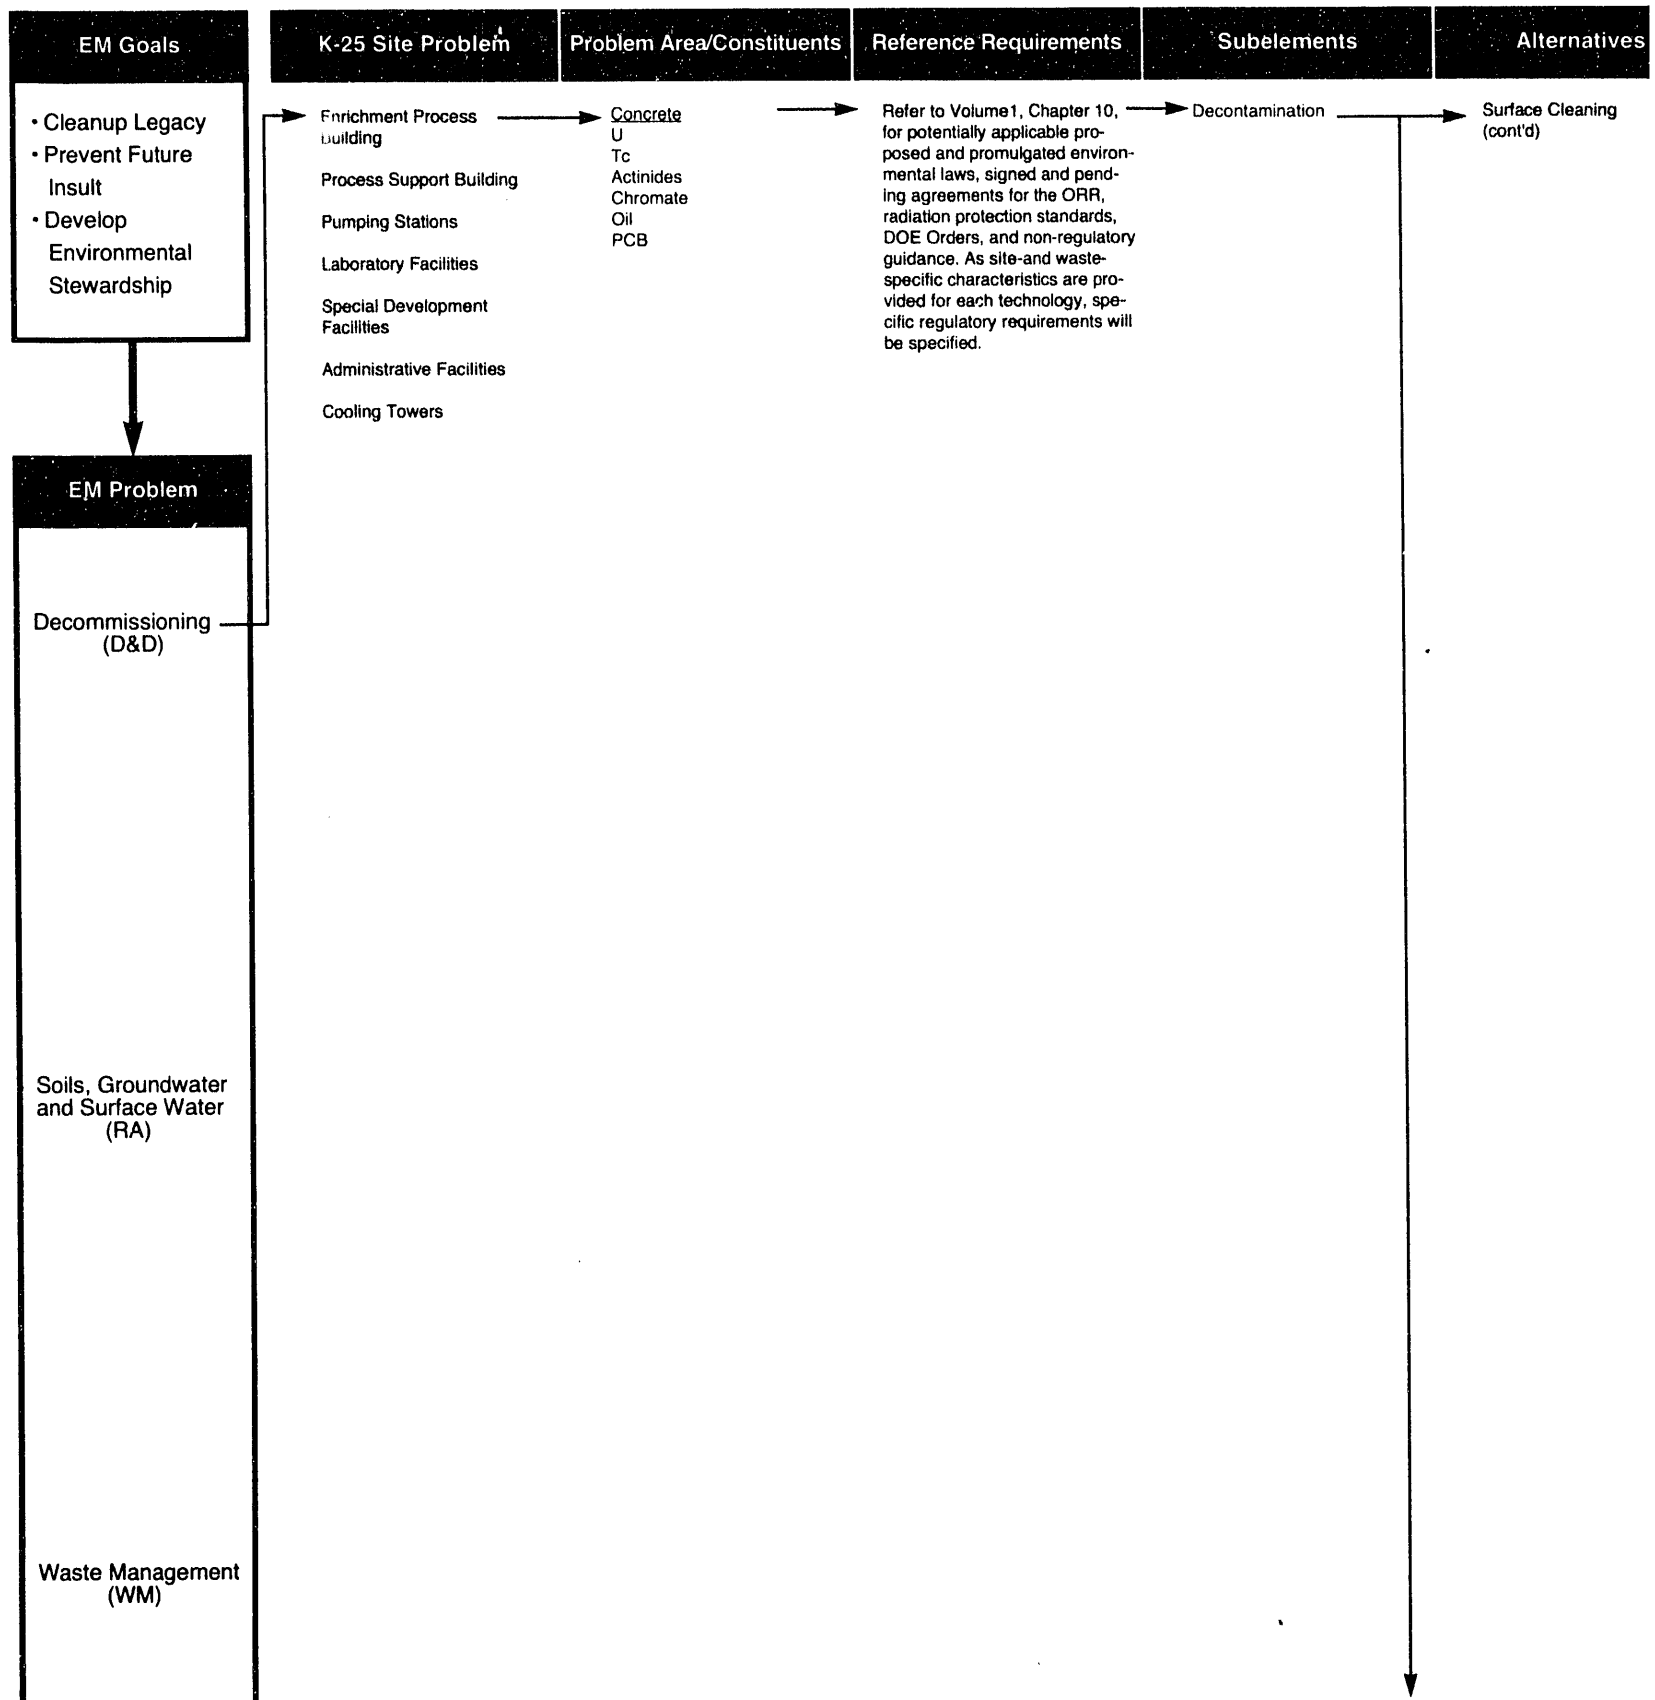 EM Goals
• Cleanup Legacy
• Prevent Future
Insult
• Develop
Environmental
Stewardship
EM Problem
Decommissioning
(D&D)
Soils, Groundwater
and Surface Water
(RA)
Waste Management
(WM)
K-25 Site Problem
Enrichment Process
Building
Process Support Building
Pumping Stations
Laboratory Facilities
Special Development
Facilities
Administrative Facilities
Cooling Towers
Problem Area/Constituents
Concrete
U
Tc
Actinides
Chromate
Oil
PCB
Reference Requirements
Refer to Volume1, Chapter 10,
for potentially applicable pro-
posed and promulgated environ-
mental laws, signed and pend-
ing agreements for the ORR,
radiation protection standards,
DOE Orders, and non-regulatory
guidance. As site-and waste-
specific characteristics are pro-
vided for each technology, spe-
cific regulatory requirements will
be specified.
Subelements
Decontamination
Alternatives
Surface Cleaning
(cont'd)